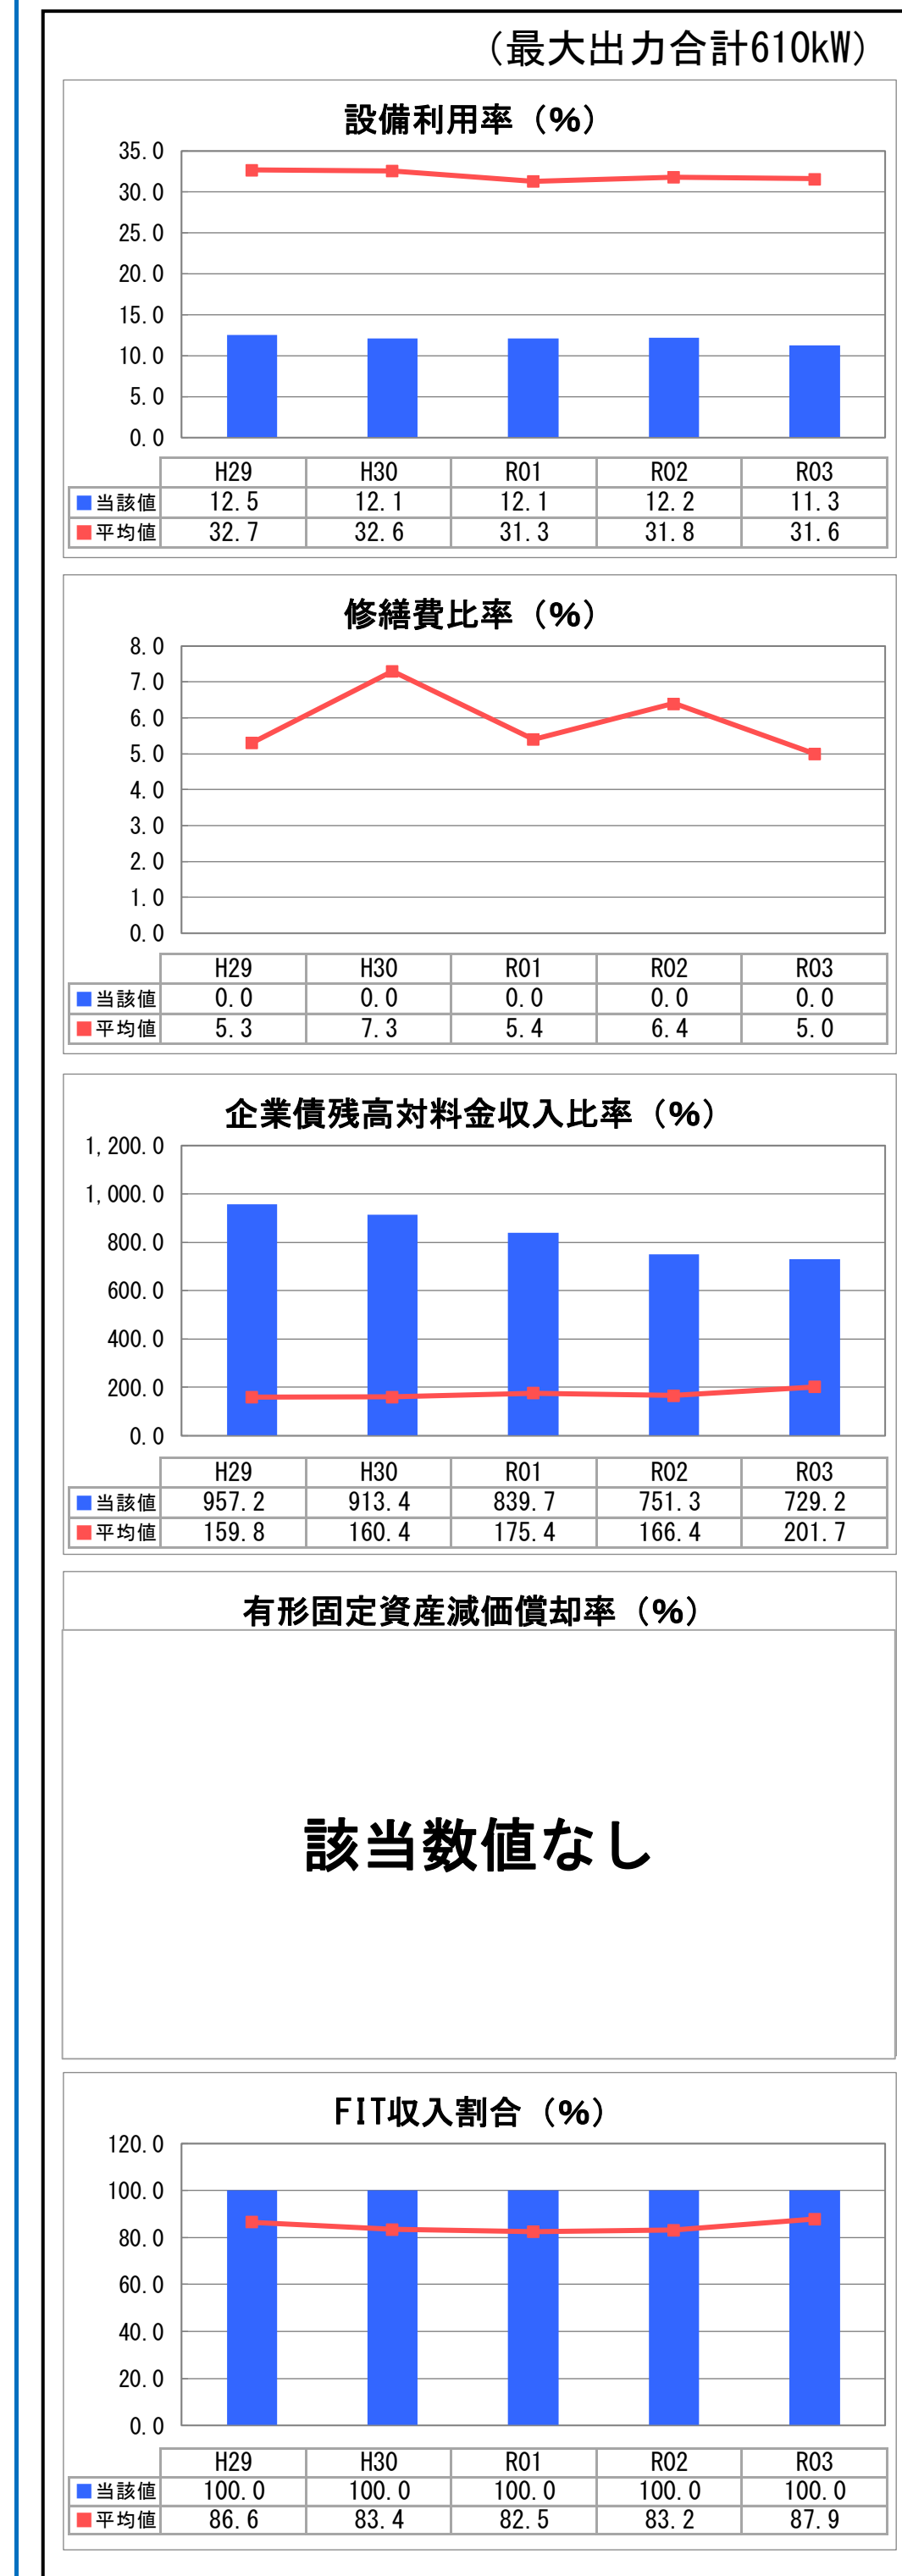 (最大出力合計610kW)
設備利用率（%）
35.0
30.0
25.0
20.0
15.0
10.0
5.0
0.0
H29 H30 R01 R02 R03
当該値 12.5 12.1 12.1 12.2 11.3
平均値 32.7 32.6 31.3 31.8 31.6
修繕費比率（%）
8.0
7.0
6.0
5.0
4.0
3.0
2.0
1.0
0.0
H29 H30 R01 R02 R03
当該値 0.0 0.0 0.0 0.0 0.0
平均値 5.3 7.3 5.4 6.4 5.0
企業債残高対料金収入比率（%）
1,200.0
1,000.0
800.0
600.0
400.0
200.0
0.0
H29 H30 R01 R02 R03
当該値 957.2 913.4 839.7 751.3 729.2
平均値 159.8 160.4 175.4 166.4 201.7
有形固定資産減価償却率（%）
該当数値なし
FIT収入割合（%）
120.0
100.0
80.0
60.0
40.0
20.0
0.0
H29 H30 R01 R02 R03
当該値 100.0 100.0 100.0 100.0 100.0
平均値 86.6 83.4 82.5 83.2 87.9